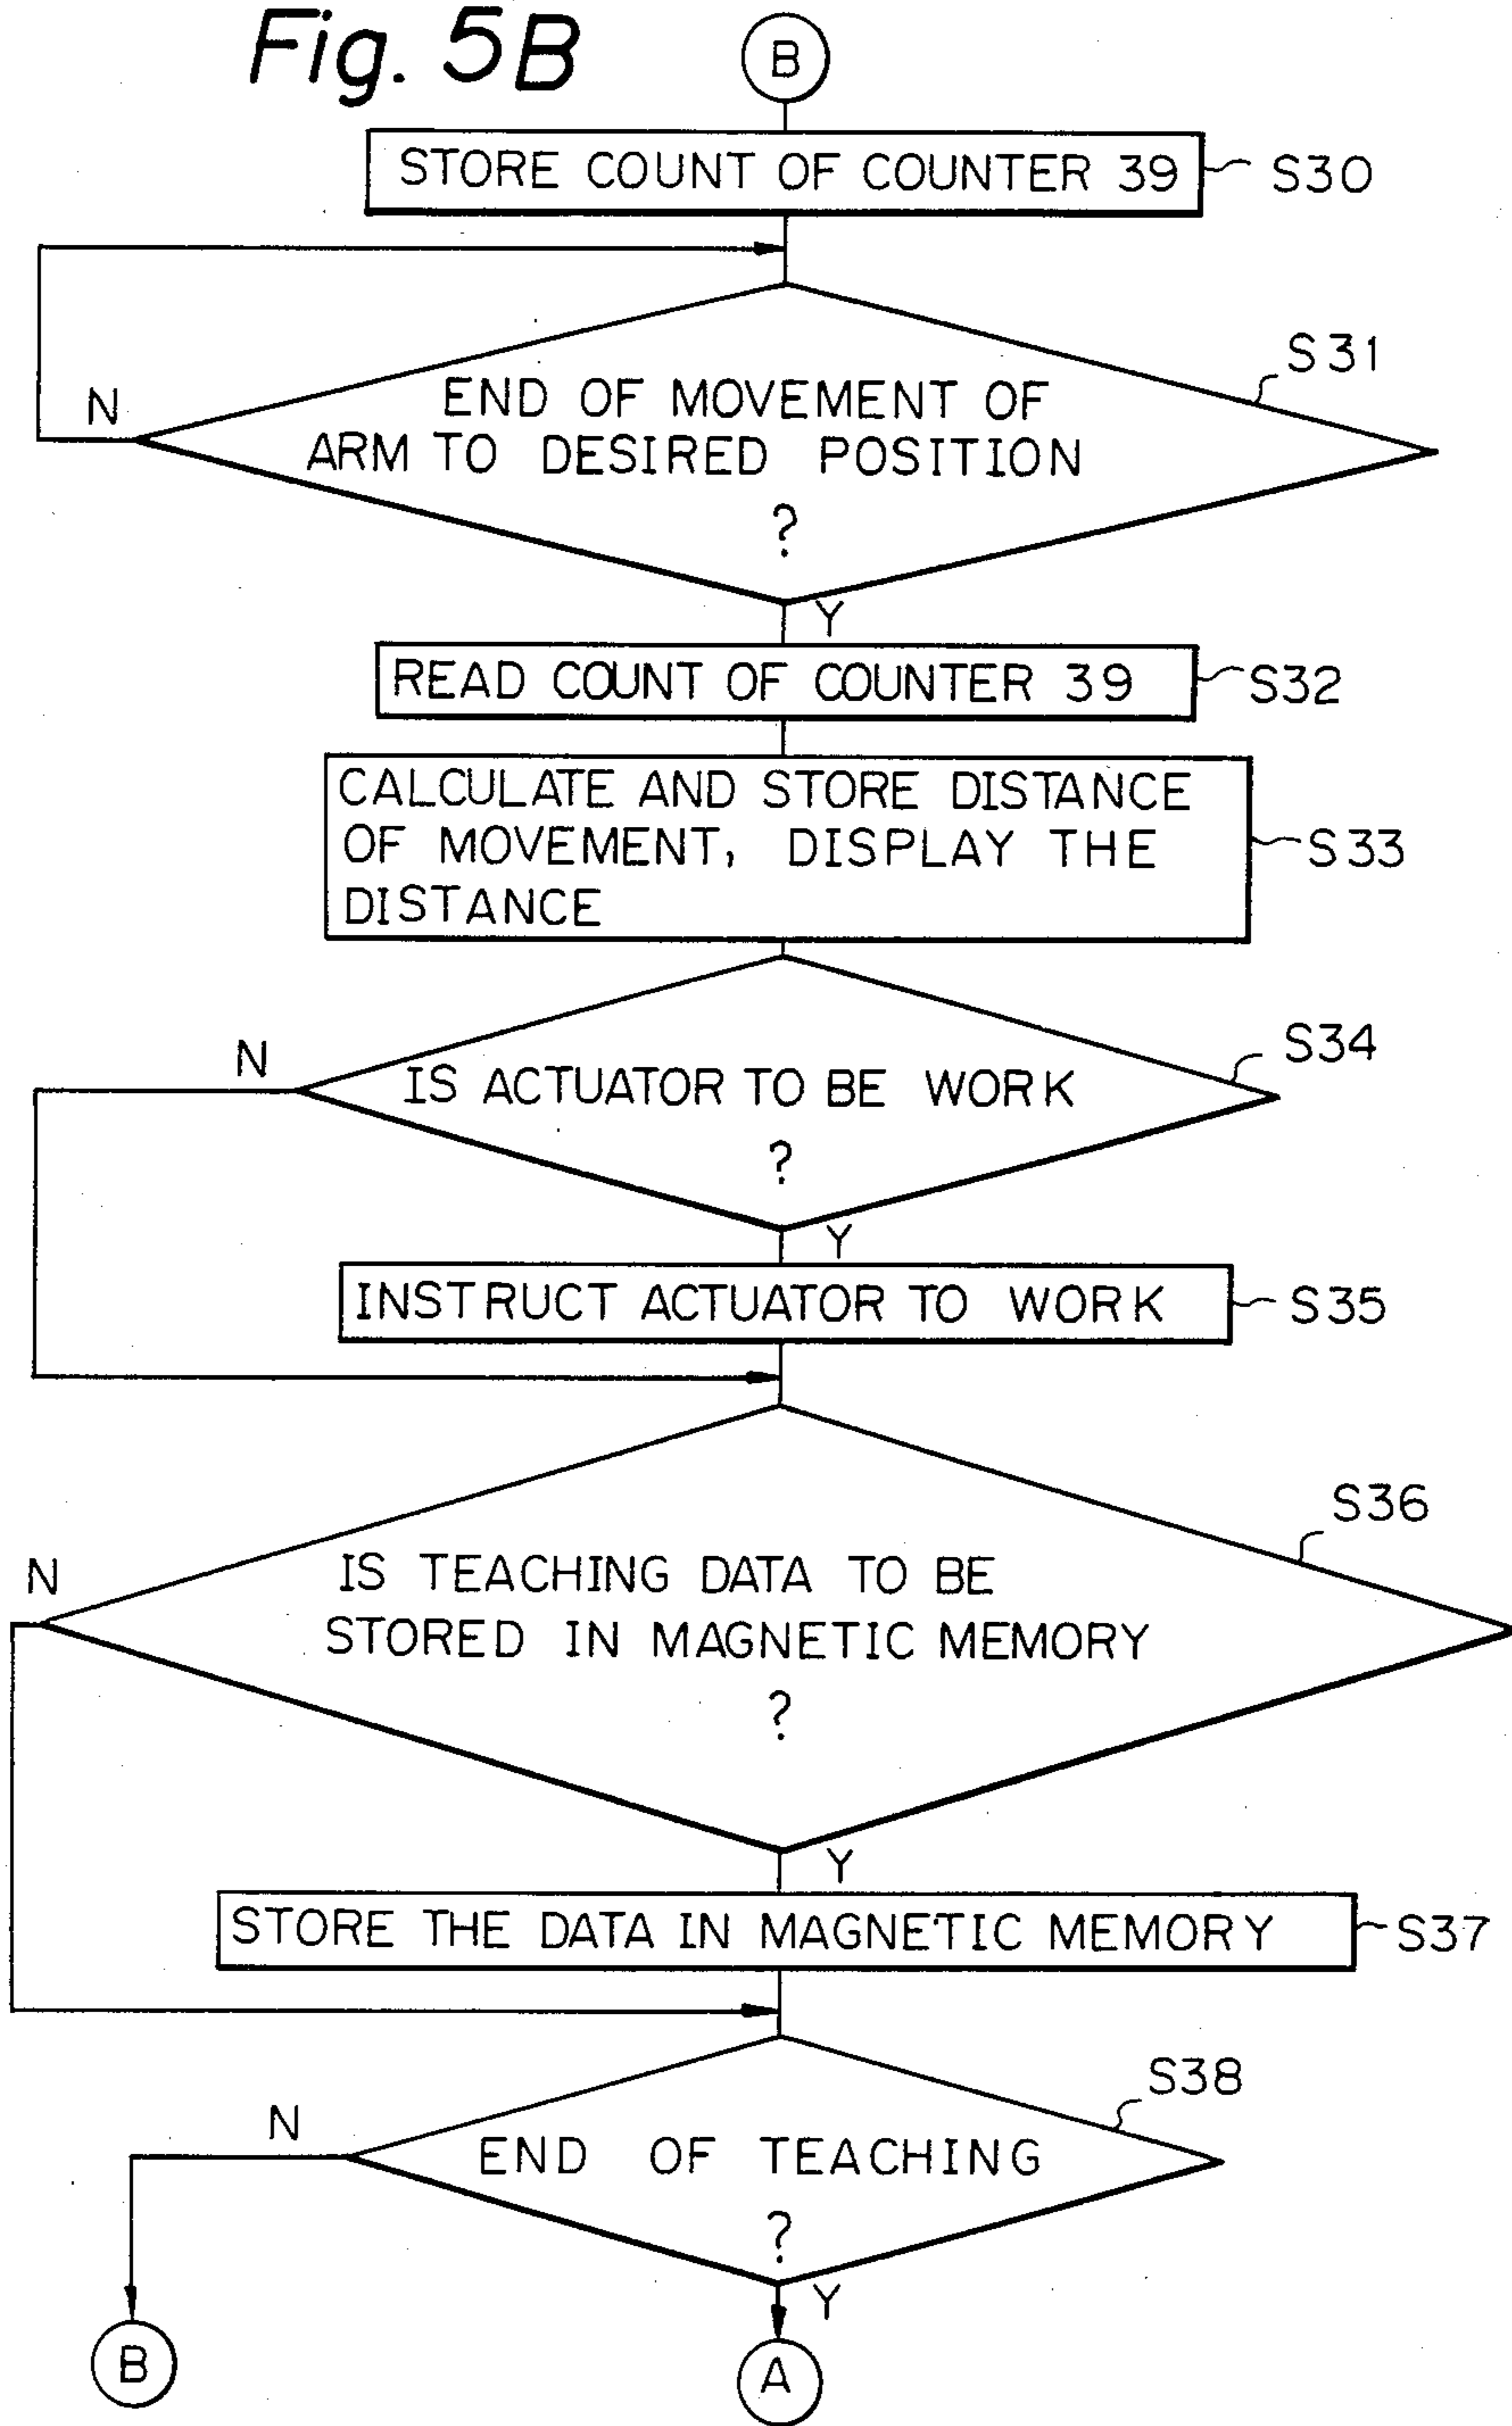 Fig. 5B
B
STORE COUNT OF COUNTER 39
S30
S31
N
END OF MOVEMENT OF
ARM TO DESIRED POSITION
?
Y
READ COUNT OF COUNTER 39
S32
CALCULATE AND STORE DISTANCE
OF MOVEMENT, DISPLAY THE
DISTANCE
S33
S34
N
IS ACTUATOR TO BE WORK
?
Y
INSTRUCT ACTUATOR TO WORK
S35
S36
N
IS TEACHING DATA TO BE
STORED IN MAGNETIC MEMORY
?
Y
STORE THE DATA IN MAGNETIC MEMORY
S37
S38
N
END OF TEACHING
?
Y
B
A